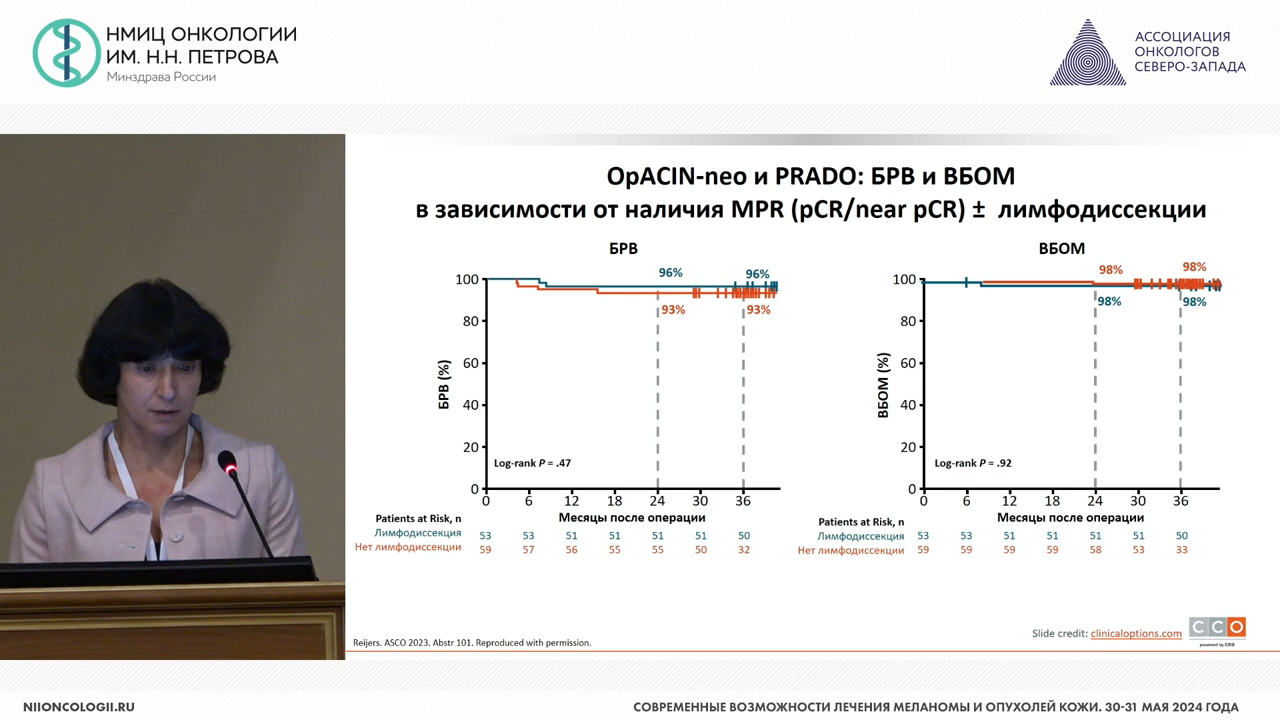 НМИЦ ОНКОЛОГИИ
ИМ. Н.Н. ПЕТРОВА
Минздрава России
АССОЦИАЦИЯ
ОНКОЛОГОВ
СЕВЕРО-ЗАПАДА
OpACIN-neo и PRADO: БРВ и ВБОМ
в зависимости от наличия MPR (pCR/near pCR) ± лимфодиссекции
БРВ
96% 96%
93% 93%
БРВ (%)
100
80
60
40
20
0
Log-rank P = .47
0 6 12 18 24 30 36
Месяцы после операции
Patients at Risk, n
Лимфодиссекция 53 53 51 51 51 51 50
Нет лимфодиссекции 59 57 56 55 55 50 32
ВБОМ
98% 98%
98% 98%
ВБОМ (%)
100
80
60
40
20
0
Log-rank P = .92
0 6 12 18 24 30 36
Месяцы после операции
Patients at Risk, n
Лимфодиссекция 53 53 51 51 51 51 50
Нет лимфодиссекции 59 59 59 59 58 53 33
Reijers. ASCO 2023. Abstr 101. Reproduced with permission.
Slide credit: clinicaloptions.com
CCO
powered by cea
NIIONCOLOGII.RU
СОВРЕМЕННЫЕ ВОЗМОЖНОСТИ ЛЕЧЕНИЯ МЕЛАНОМЫ И ОПУХОЛЕЙ КОЖИ. 30-31 МАЯ 2024 ГОДА